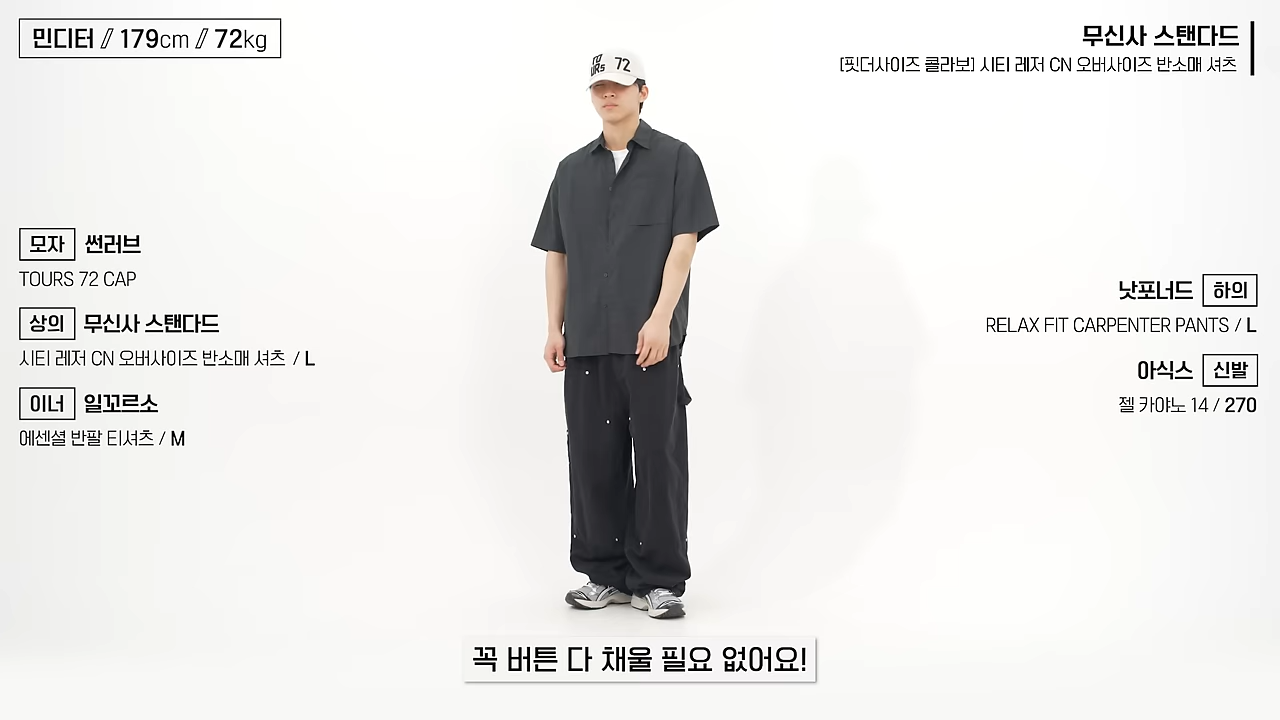 민디터 // 179cm // 72kg
무신사 스탠다드
[핏더사이즈 콜라보] 시티 레저 CN 오버사이즈 반소매 셔츠
72
URS
모자 썬러브
TOURS 72 CAP
상의 무신사 스탠다드
시티 레저 CN 오버사이즈 반소매 셔츠 / L
이너 일꼬르소
에센셜 반팔 티셔츠 / M
낫포너드 하의
RELAX FIT CARPENTER PANTS / L
아식스 신발
젤 카야노 14 / 270
꼭 버튼 다 채울 필요 없어요!